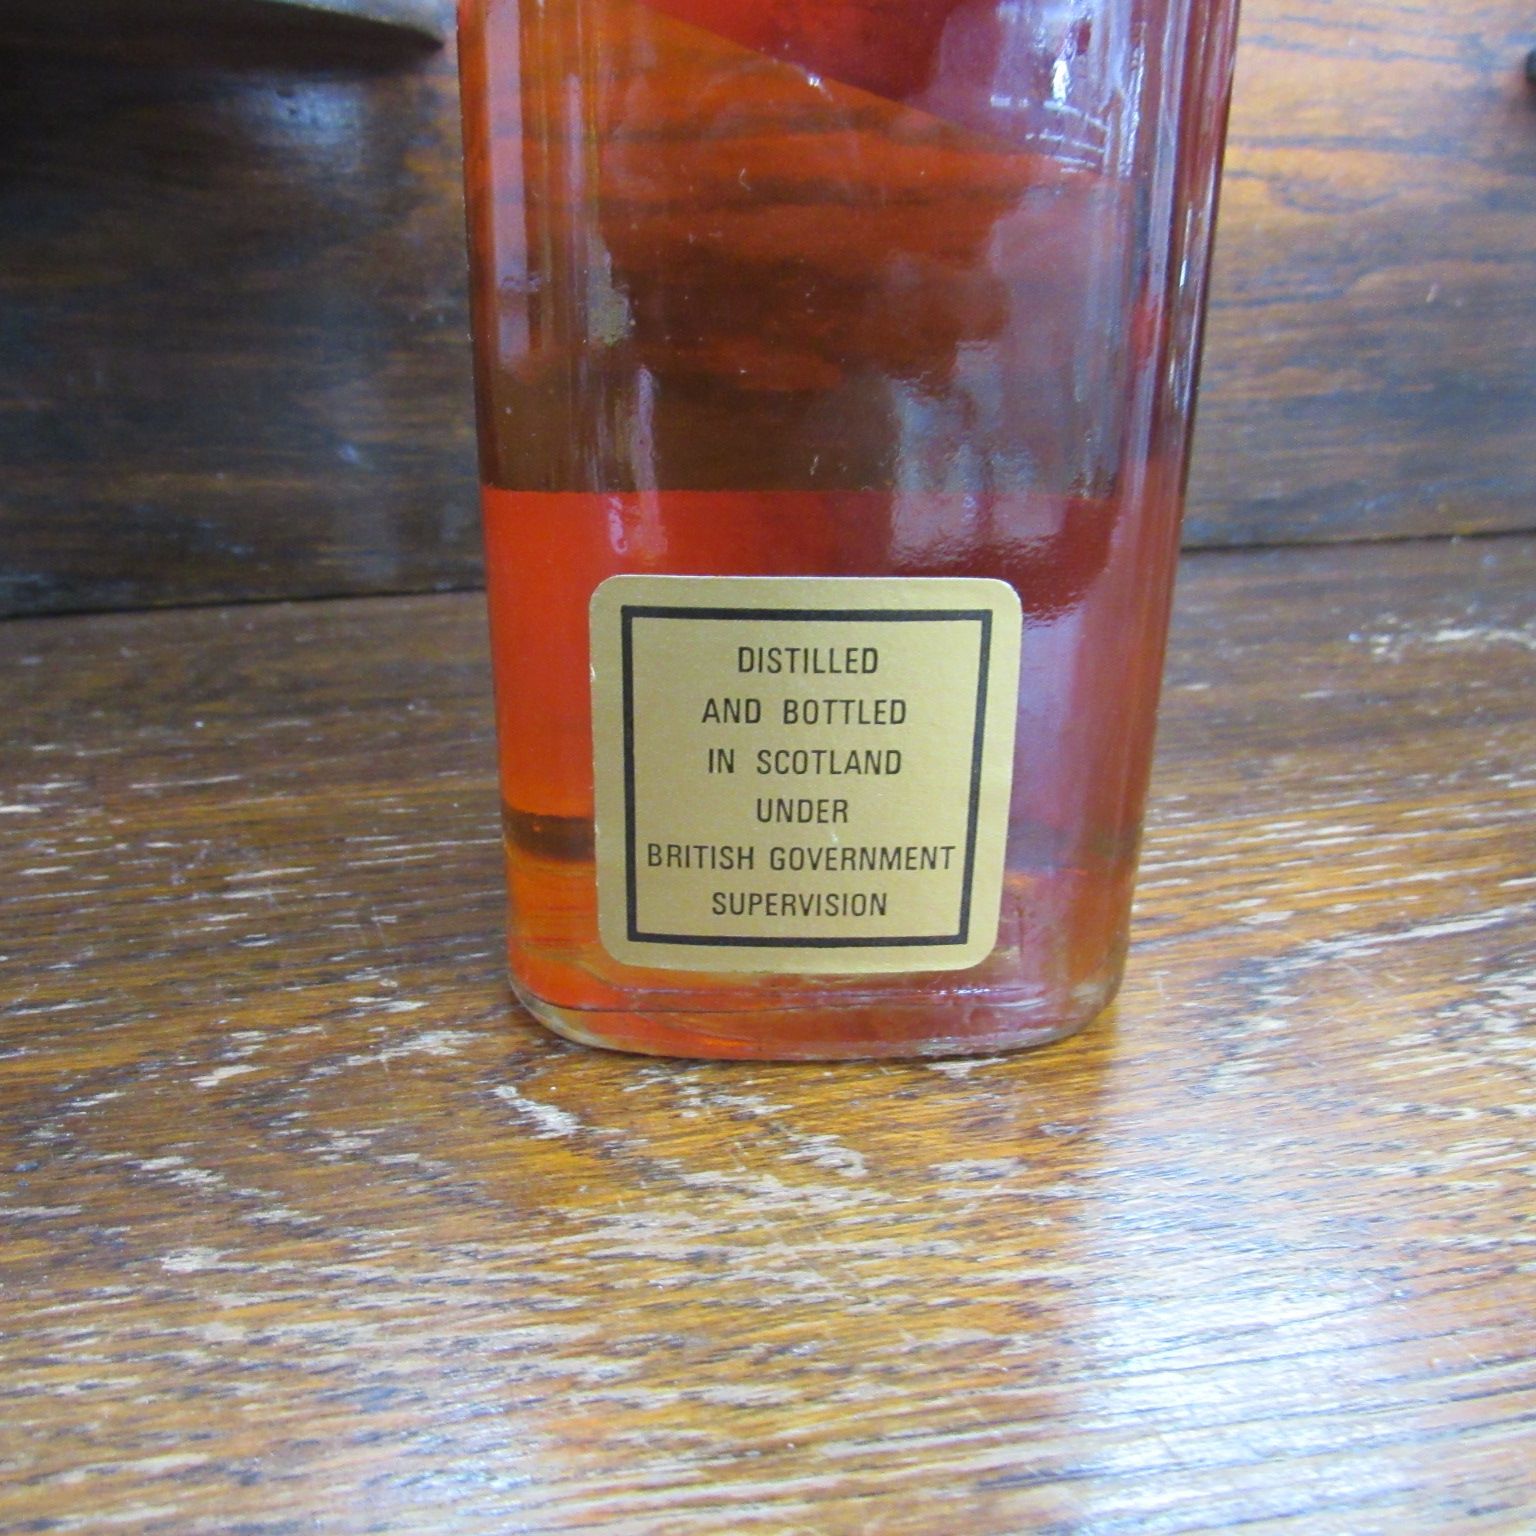 DISTILLED
AND BOTTLED
IN SCOTLAND
UNDER
BRITISH GOVERNMENT
SUPERVISION